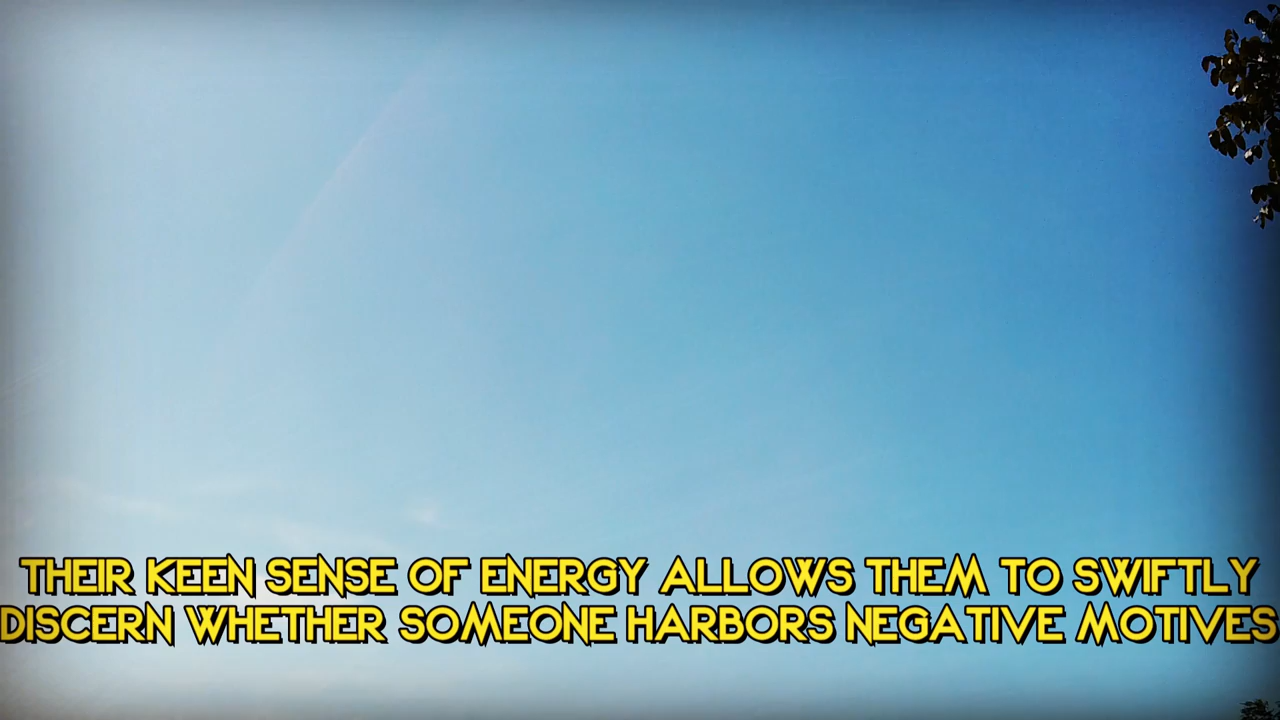 THEIR KEEN SENSE OF ENERGY ALLOWS THEM TO SWIFTLY
DISCERN WHETHER SOMEONE HARBORS NEGATIVE MOTIVES